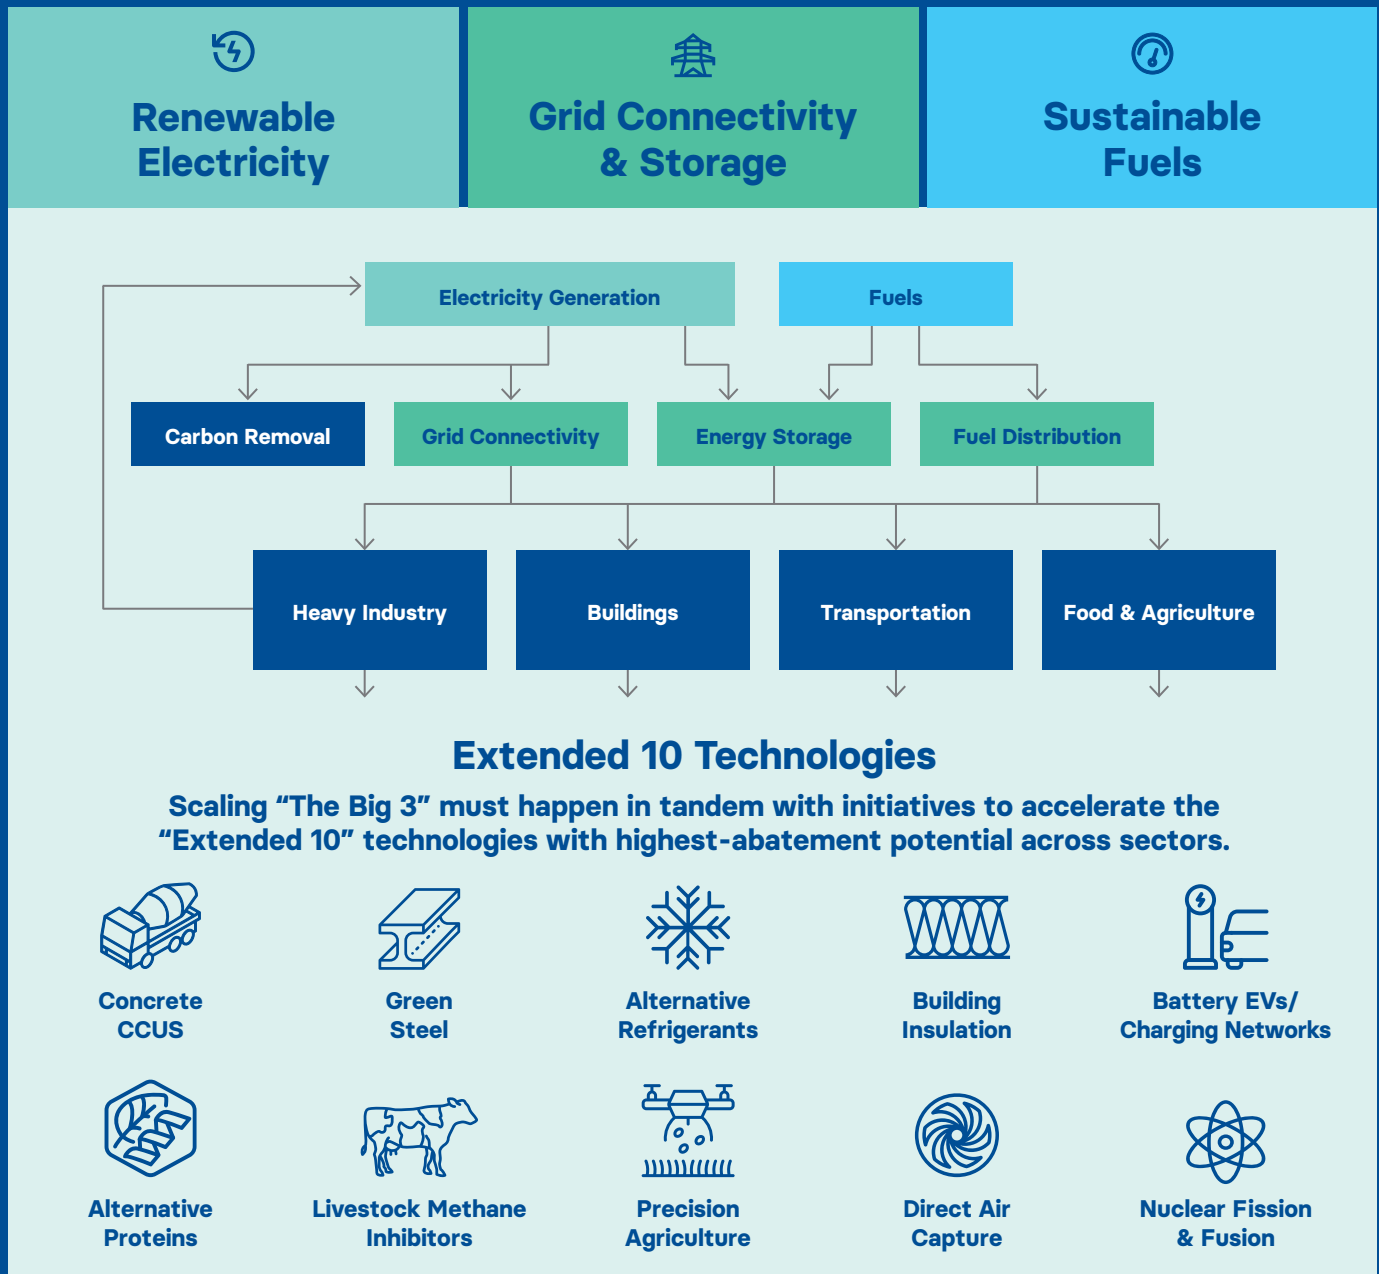 Renewable
Electricity
Grid Connectivity
& Storage
Sustainable
Fuels
Electricity Generation
Fuels
Carbon Removal
Grid Connectivity
Energy Storage
Fuel Distribution
Heavy Industry
Buildings
Transportation
Food & Agriculture
Extended 10 Technologies
Scaling “The Big 3” must happen in tandem with initiatives to accelerate the
“Extended 10” technologies with highest-abatement potential across sectors.
Concrete
CCUS
Green
Steel
Alternative
Refrigerants
Building
Insulation
Battery EVs/
Charging Networks
Alternative
Proteins
Livestock Methane
Inhibitors
Precision
Agriculture
Direct Air
Capture
Nuclear Fission
& Fusion